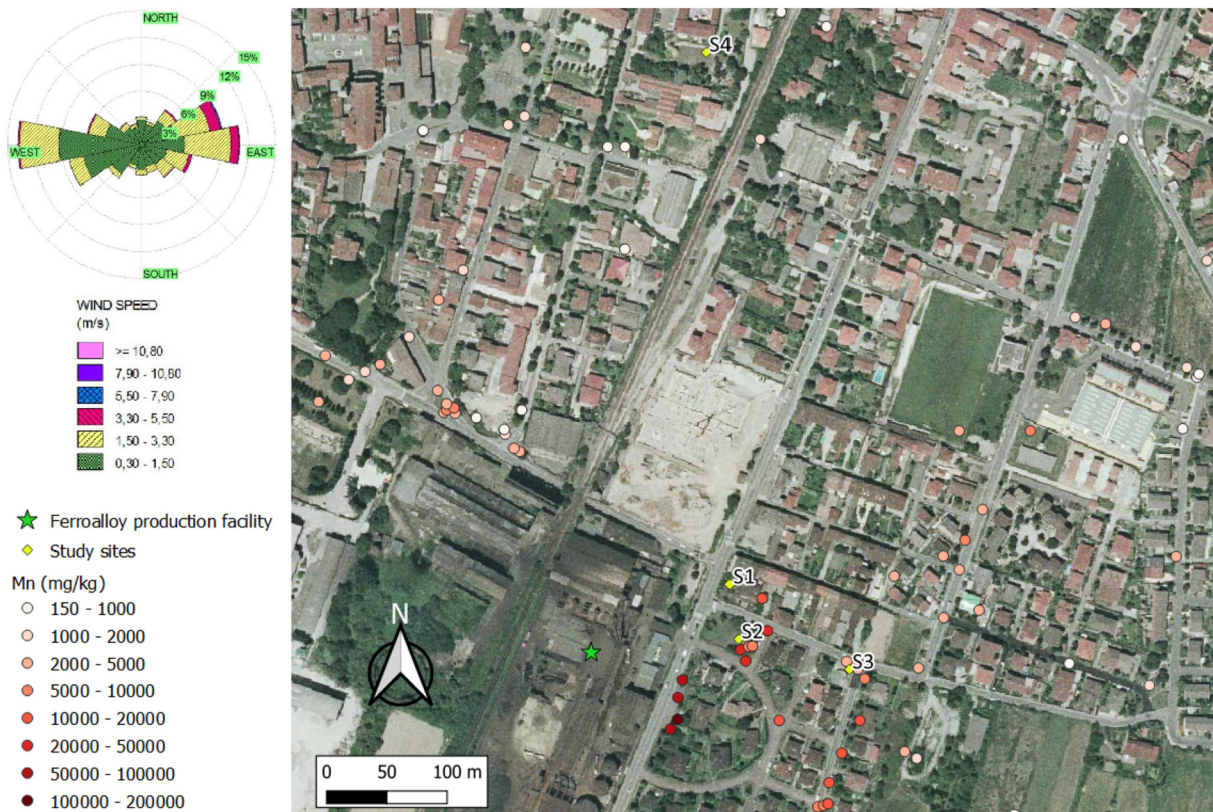 NORTH
15%
12%
9%
6%
3%
WEST
EAST
SOUTH
WIND SPEED
(m/s)
>= 10,80
7,90 - 10,80
5,50 - 7,90
3,30 - 5,50
1,50 - 3,30
0,30 - 1,50
Ferroalloy production facility
Study sites
Mn (mg/kg)
150 - 1000
1000 - 2000
2000 - 5000
5000 - 10000
10000 - 20000
20000 - 50000
50000 - 100000
100000 - 200000
S4
S1
S2
S3
N
0 50 100 m